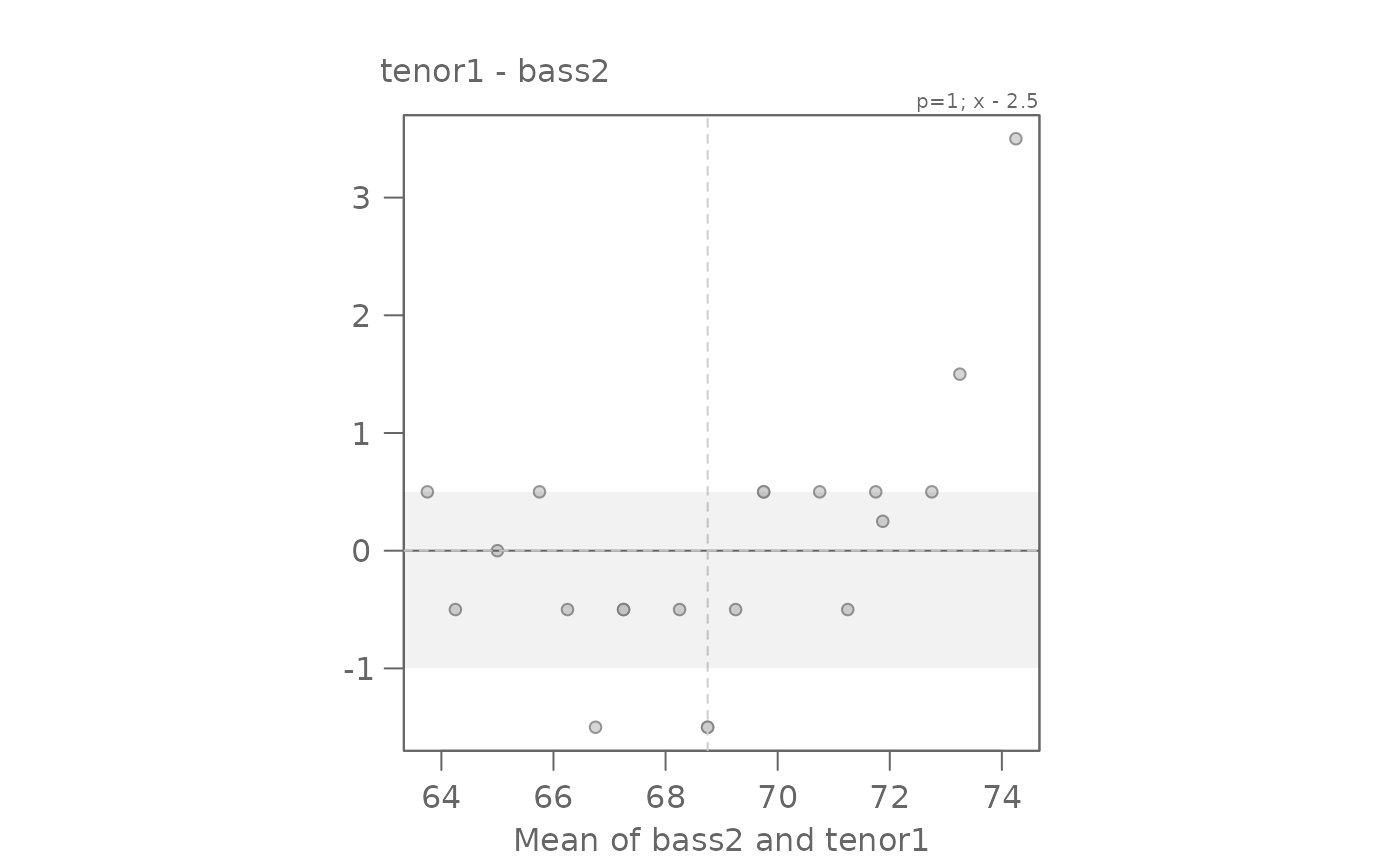 tenor1 - bass2
p=1; x - 2.5
3
2
1
0
-1
64 66 68 70 72 74
Mean of bass2 and tenor1